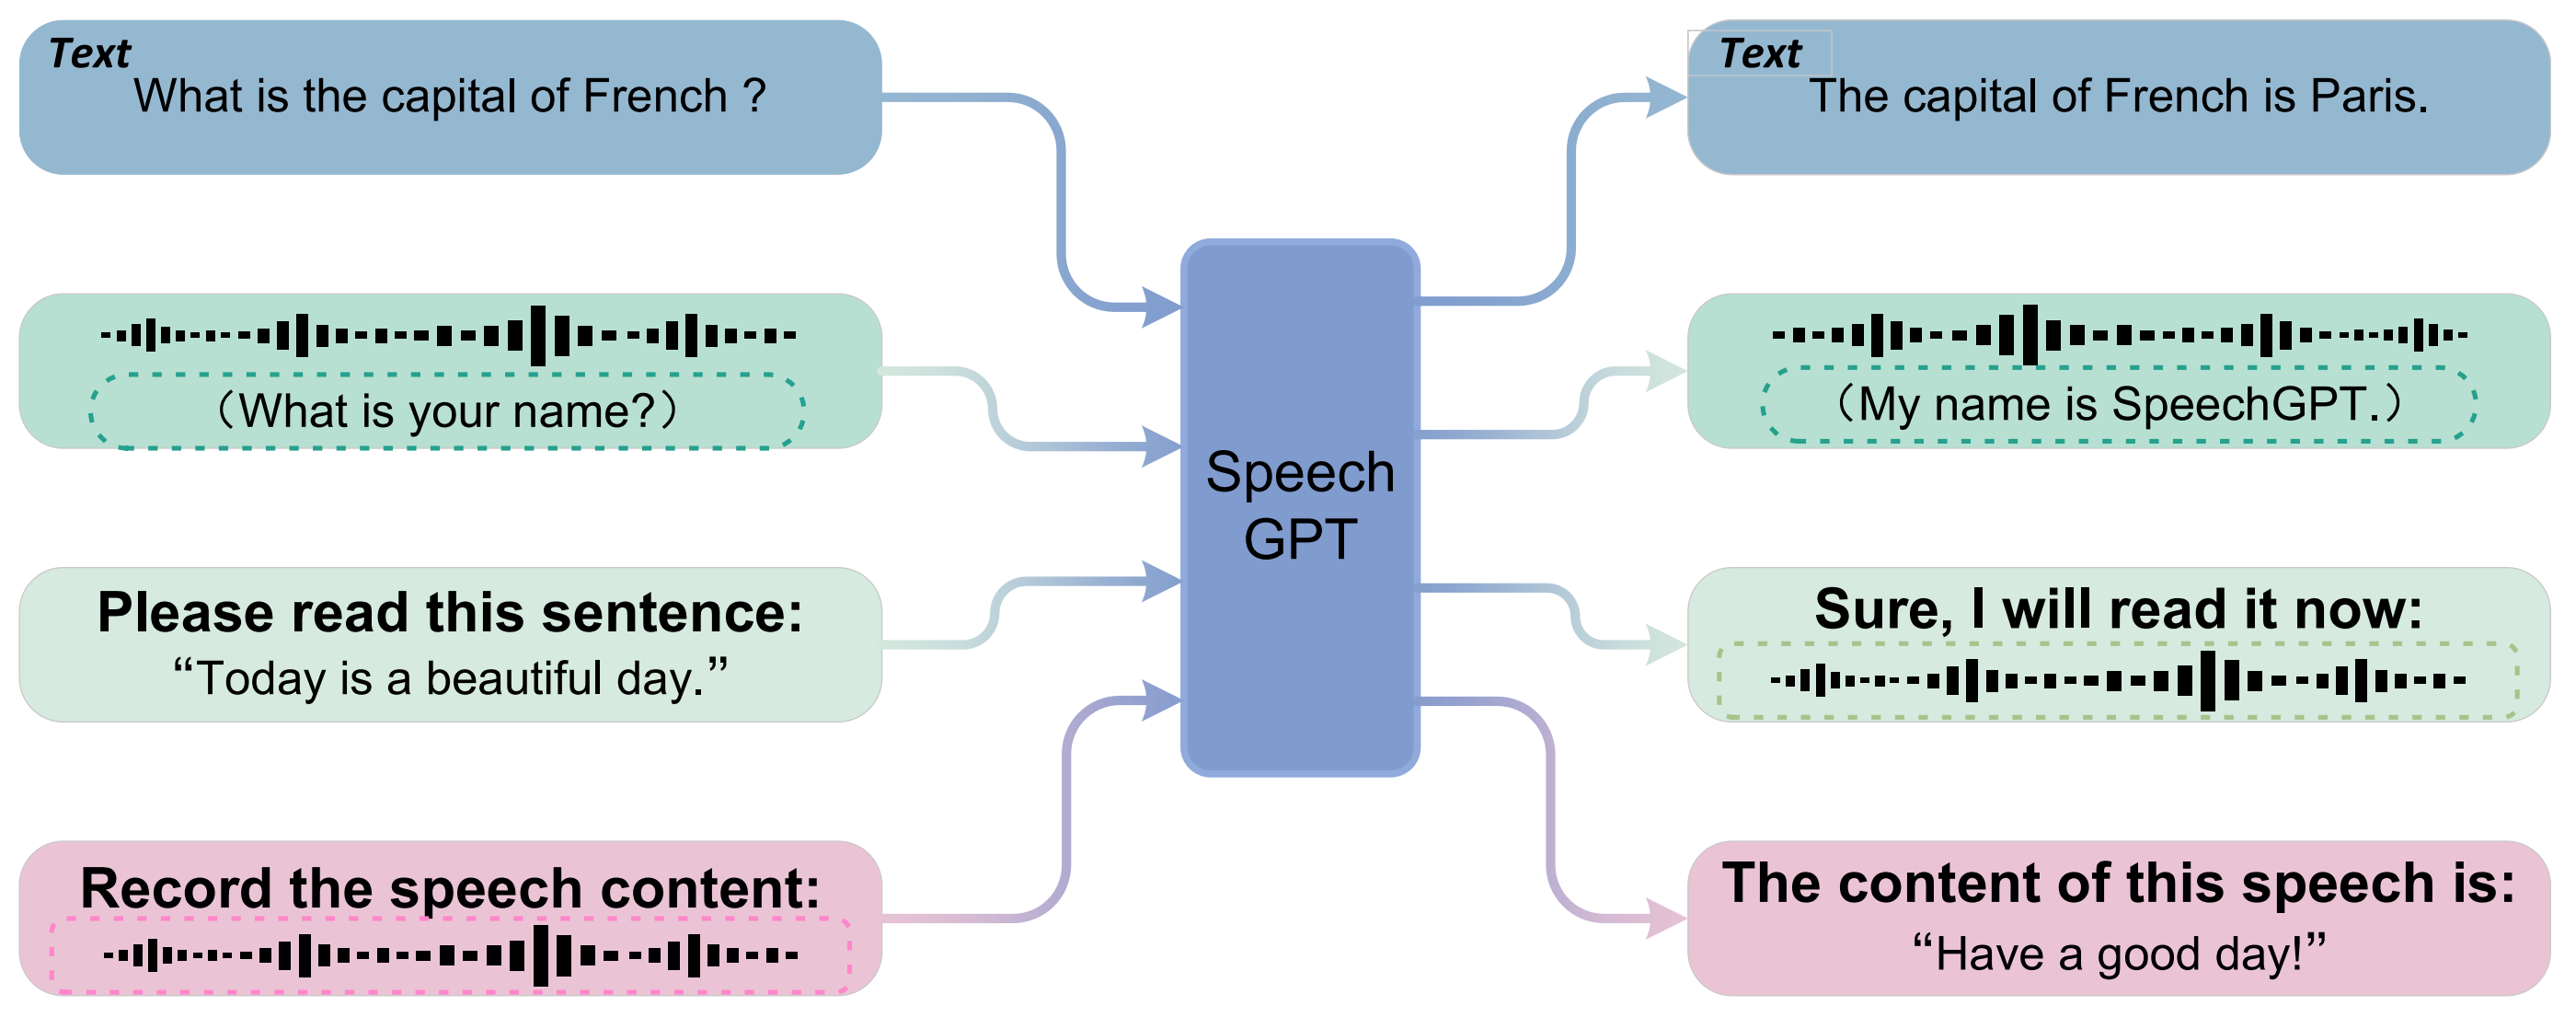 Text
What is the capital of French ?
（What is your name?）
Please read this sentence:
“Today is a beautiful day.”
Record the speech content:
Speech
GPT
Text
The capital of French is Paris.
（My name is SpeechGPT.）
Sure, I will read it now:
The content of this speech is:
“Have a good day!”